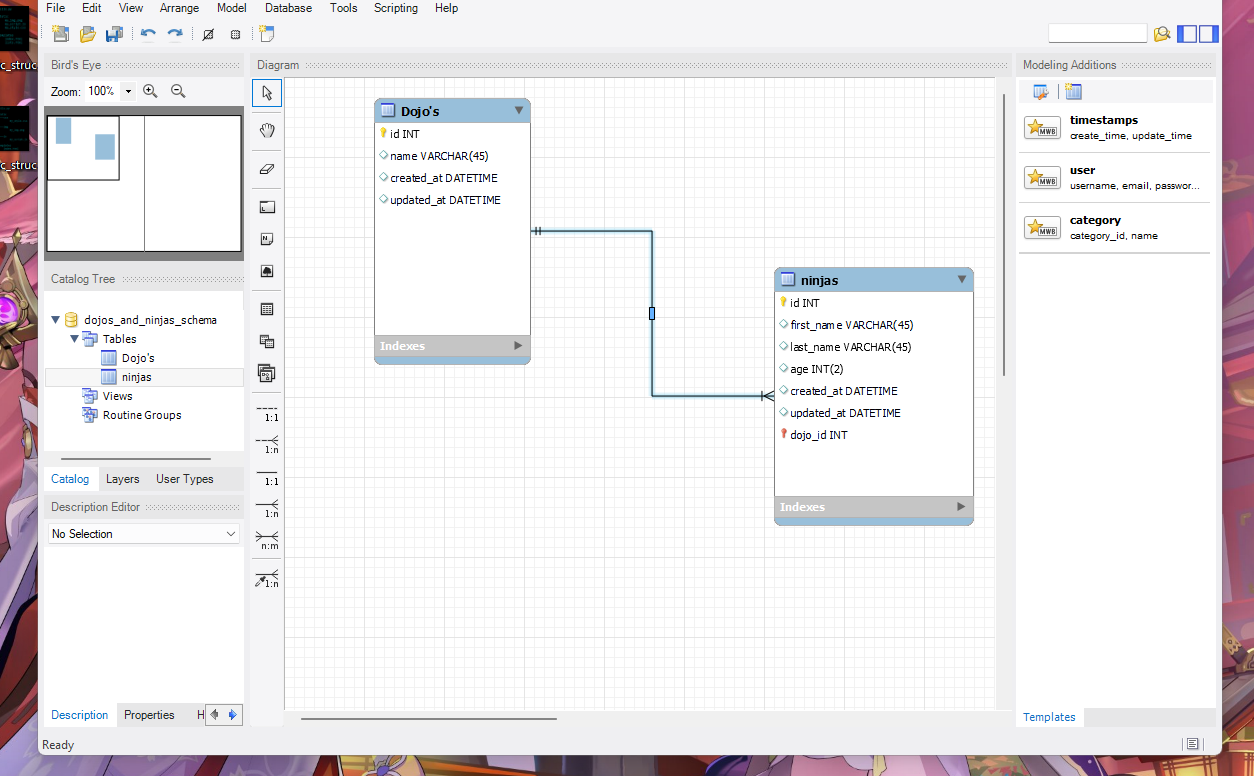 File Edit View Arrange Model Database Tools Scripting Help
c_struc
c_struc
Bird's Eye
Zoom: 100%
Catalog Tree
dojos_and_ninjas_schema
Tables
Dojo's
ninjas
Views
Routine Groups
Catalog Layers User Types
Description Editor
No Selection
Description Properties H
Ready
Diagram
1:1
1:n
1:1
1:n
n:m
1:n
Dojo's
id INT
name VARCHAR(45)
created_at DATETIME
updated_at DATETIME
Indexes
ninjas
id INT
first_name VARCHAR(45)
last_name VARCHAR(45)
age INT(2)
created_at DATETIME
updated_at DATETIME
dojo_id INT
Indexes
Modeling Additions
MWB
timestamps
create_time, update_time
MWB
user
username, email, passwor...
MWB
category
category_id, name
Templates